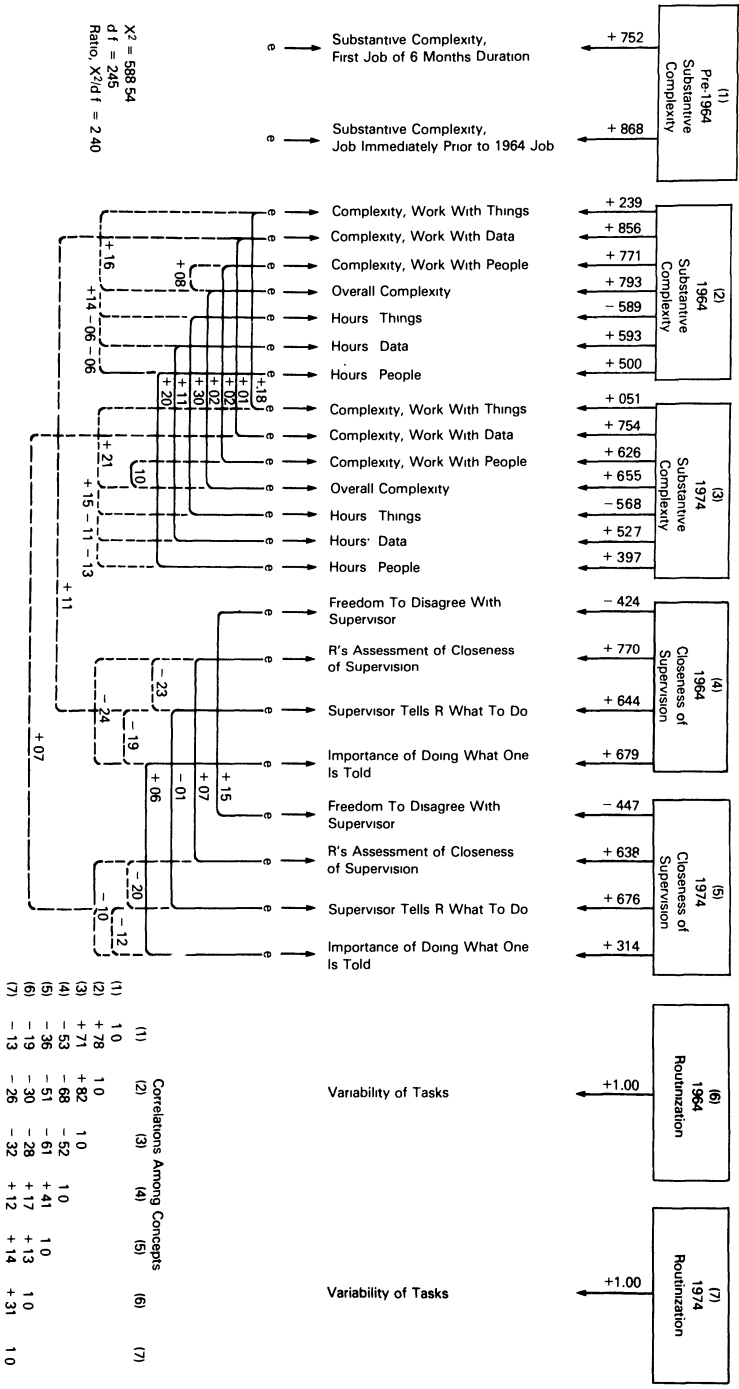 (1)
Pre-1964
Substantive
Complexity
+ 752
Substantive Complexity,
First Job of 6 Months Duration
e
+ 868
Substantive Complexity,
Job Immediately Prior to 1964 Job
e
(2)
1964
Substantive
Complexity
+ 239
Complexity, Work With Things
e
+ 856
Complexity, Work With Data
e
+ 771
Complexity, Work With People
e
+ 793
Overall Complexity
e
- 589
Hours Things
e
+ 593
Hours Data
e
+ 500
Hours People
e
(3)
1974
Substantive
Complexity
+ 051
Complexity, Work With Things
e
+ 754
Complexity, Work With Data
e
+ 626
Complexity, Work With People
e
+ 655
Overall Complexity
e
- 568
Hours Things
e
+ 527
Hours Data
e
+ 397
Hours People
e
(4)
1964
Closeness of
Supervision
- 424
Freedom To Disagree With
Supervisor
e
+ 770
R's Assessment of Closeness
of Supervision
e
+ 644
Supervisor Tells R What To Do
e
+ 679
Importance of Doing What One
Is Told
e
(5)
1974
Closeness of
Supervision
- 447
Freedom To Disagree With
Supervisor
e
+ 638
R's Assessment of Closeness
of Supervision
e
+ 676
Supervisor Tells R What To Do
e
+ 314
Importance of Doing What One
Is Told
e
(6)
1964
Routinization
+1.00
Variability of Tasks
(7)
1974
Routinization
+1.00
Variability of Tasks
+ 18
+ 01
+ 02
+ 02
+ 30
+ 11
+ 20
+ 08
+ 16
+14 - 06 - 06
10
+ 21
+ 15 - 11 - 13
+ 11
+ 07
- 23
- 19
- 24
+ 15
+ 07
- 01
+ 06
- 20
- 12
- 10
X² = 588 54
d f = 245
Ratio, X²/d f = 2 40
Correlations Among Concepts
(1) (2) (3) (4) (5) (6) (7)
(1) 1 0
(2) + 78 1 0
(3) + 71 + 82 1 0
(4) - 53 - 68 - 52 1 0
(5) - 36 - 51 - 61 + 41 1 0
(6) - 19 - 30 - 28 + 17 + 13 1 0
(7) - 13 - 26 - 32 + 12 + 14 + 31 1 0